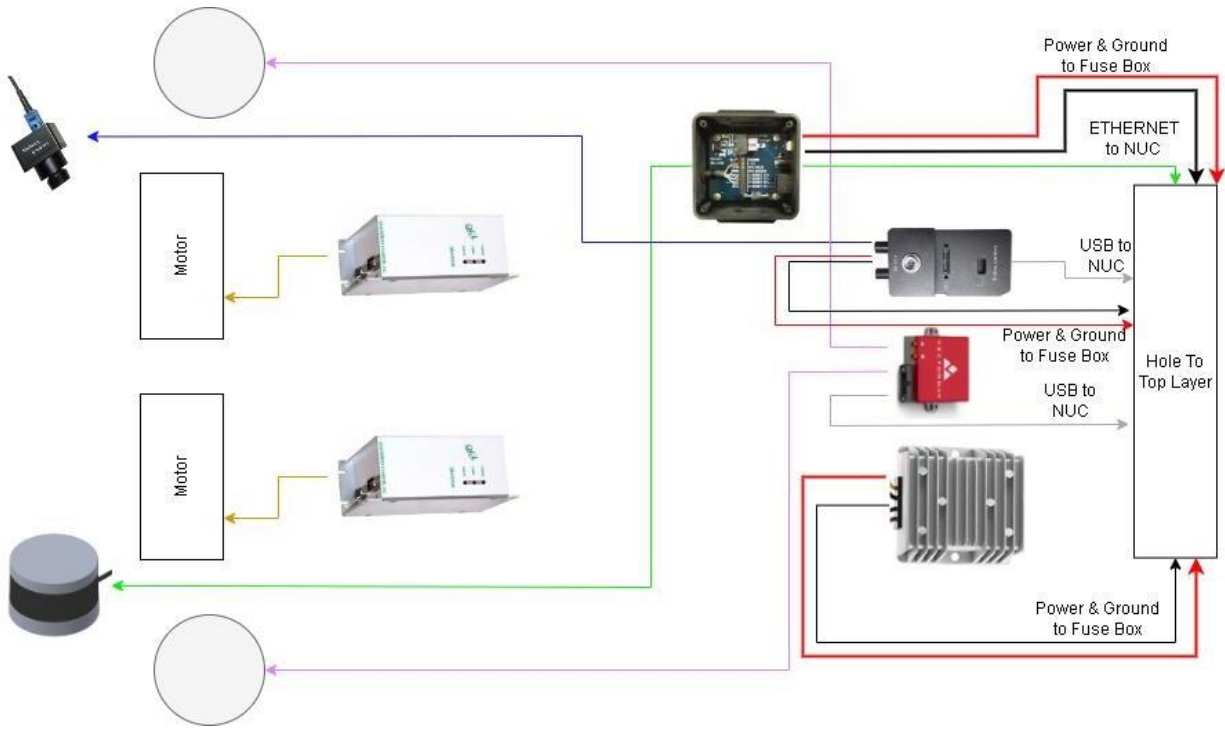 Power & Ground
to Fuse Box
ETHERNET
to NUC
Motor
USB to
NUC
Power & Ground
to Fuse Box
Hole To
Top Layer
USB to
NUC
Motor
Power & Ground
to Fuse Box